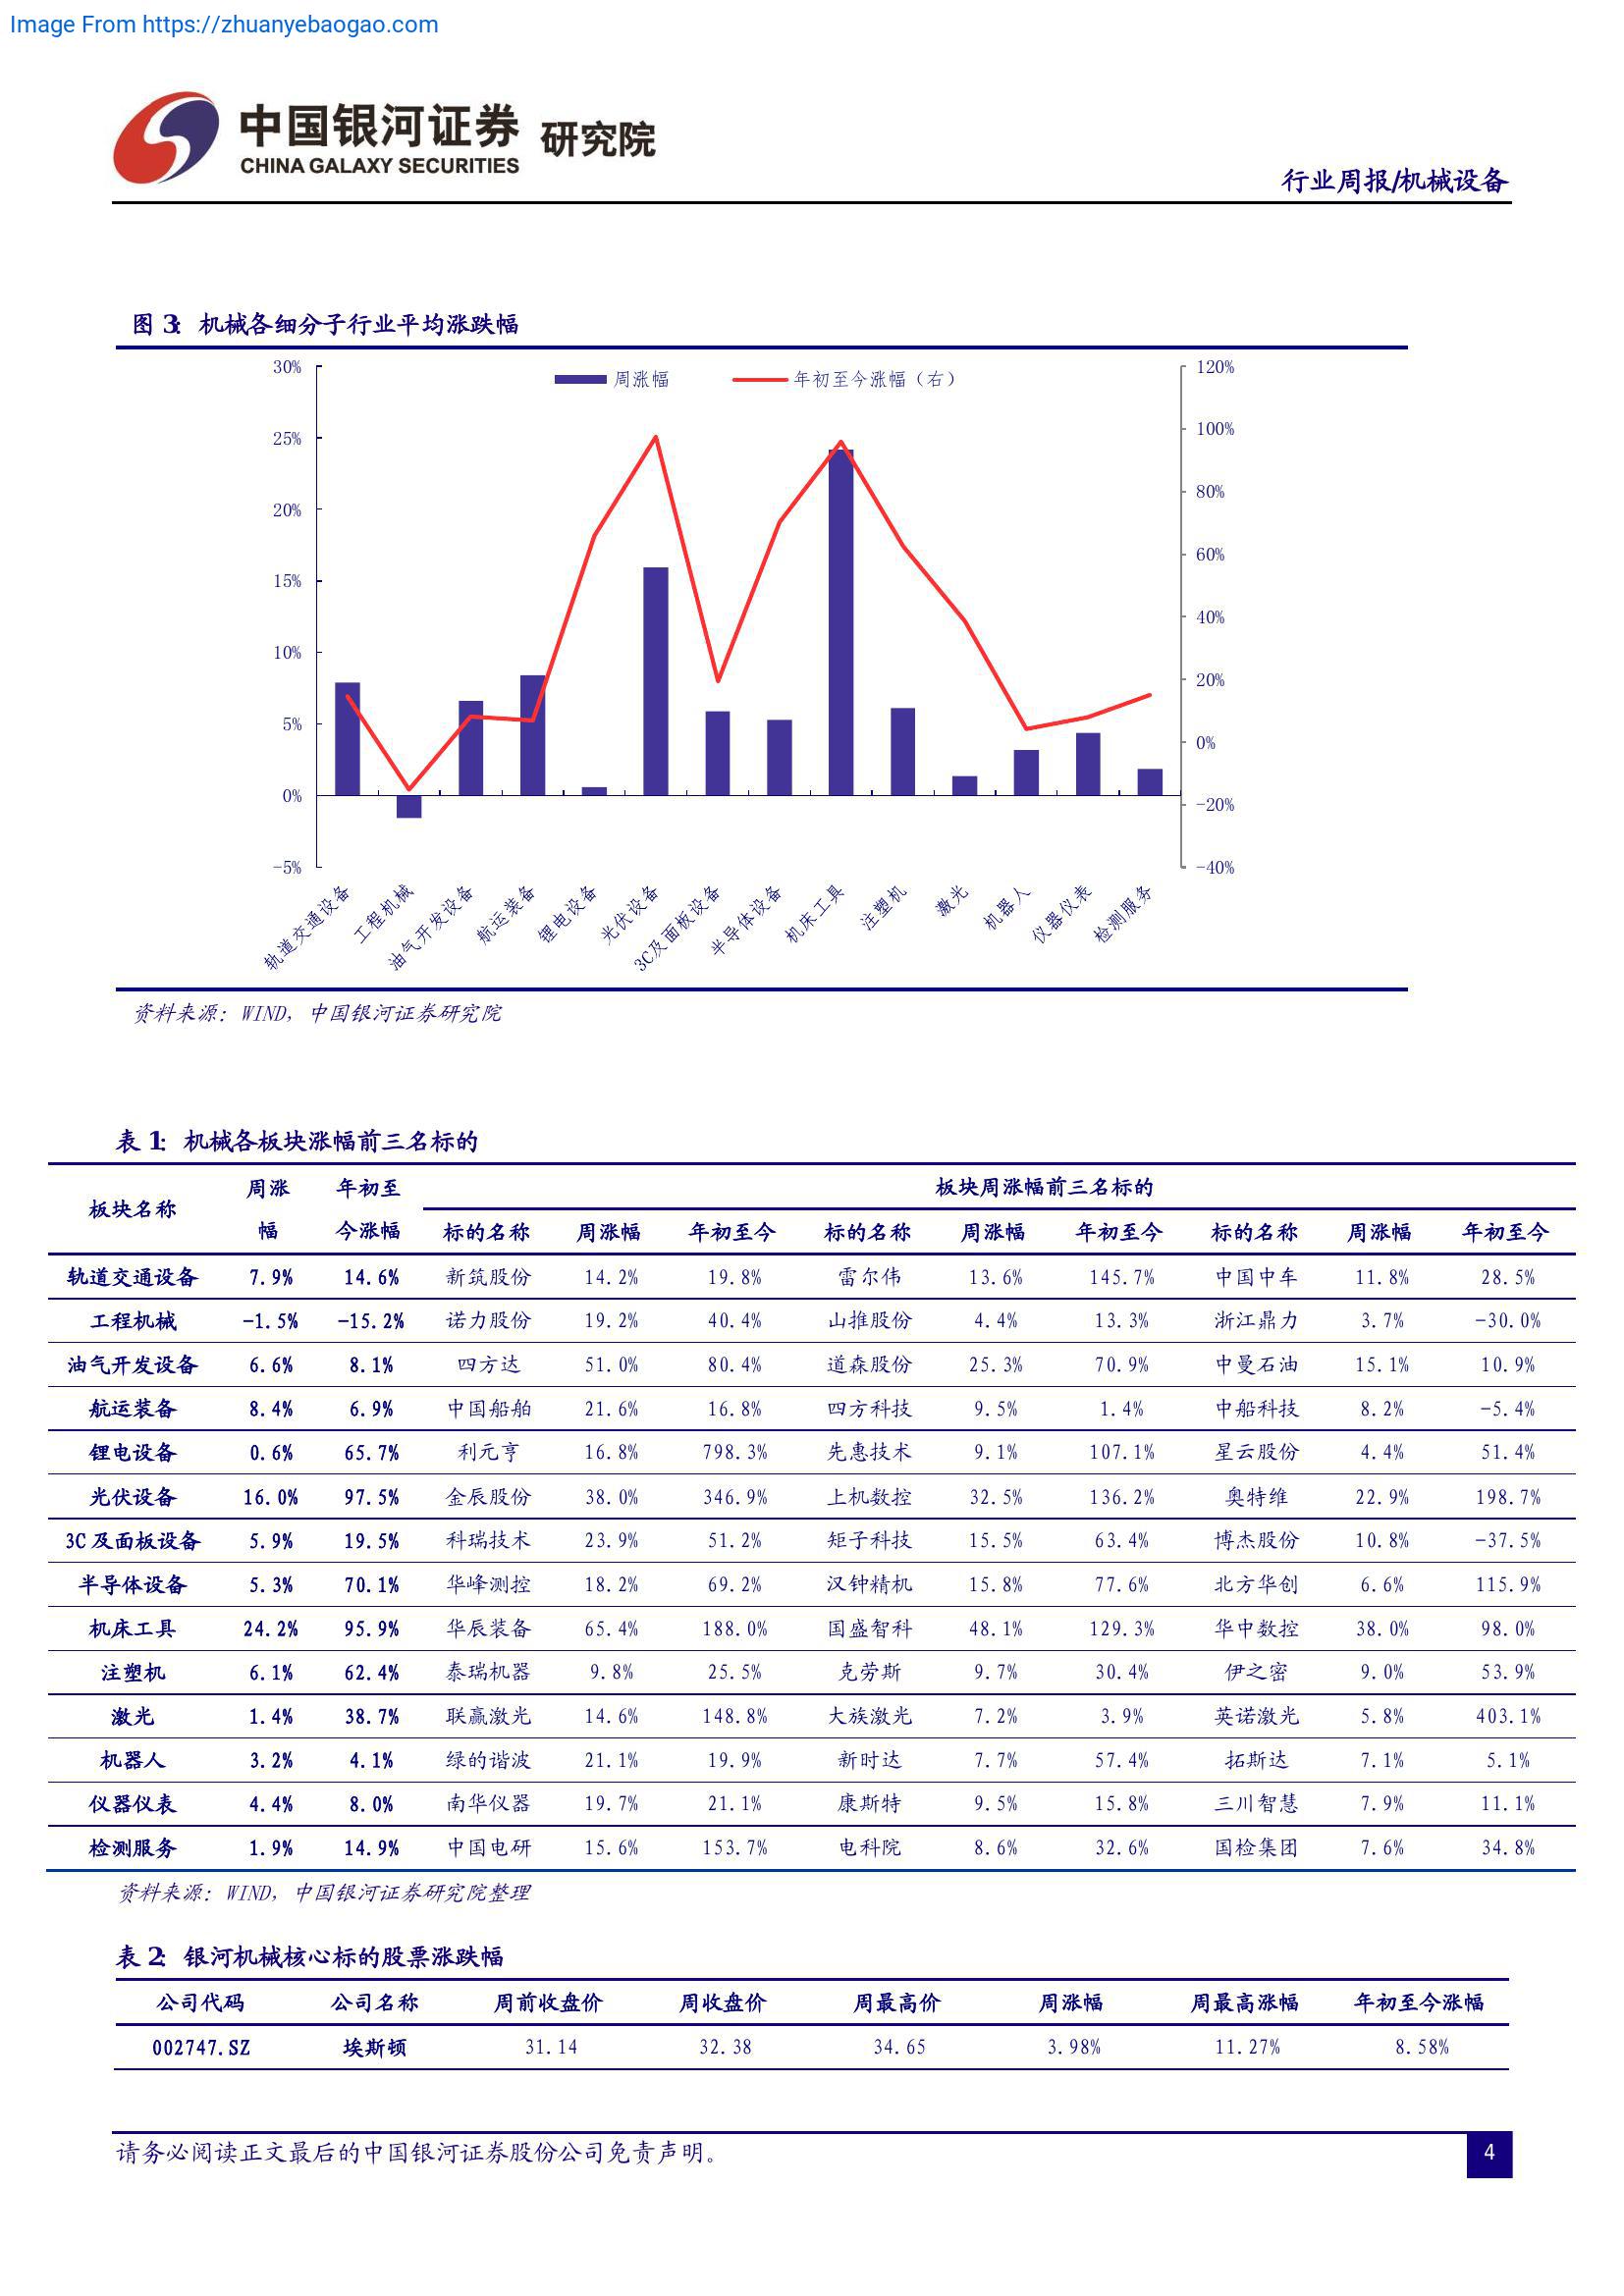 Image From https://zhuanyebaogao.com
中国银河证券 研究院
CHINA GALAXY SECURITIES
行业周报/机械设备
图 3: 机械各细分子行业平均涨跌幅
周涨幅 年初至今涨幅（右）
30% 120%
25% 100%
20% 80%
15% 60%
10% 40%
5% 20%
0% 0%
-5% -20%
-40%
轨道交通设备 工程机械 油气开发设备 航运装备 锂电设备 光伏设备 3C及面板设备 半导体设备 机床工具 注塑机 激光 机器人 仪器仪表 检测服务
资料来源：WIND，中国银河证券研究院
表 1: 机械各板块涨幅前三名标的
板块名称 周涨幅 年初至今涨幅 板块周涨幅前三名标的
标的名称 周涨幅 年初至今 标的名称 周涨幅 年初至今 标的名称 周涨幅 年初至今
轨道交通设备 7.9% 14.6% 新筑股份 14.2% 19.8% 雷尔伟 13.6% 145.7% 中国中车 11.8% 28.5%
工程机械 -1.5% -15.2% 诺力股份 19.2% 40.4% 山推股份 4.4% 13.3% 浙江鼎力 3.7% -30.0%
油气开发设备 6.6% 8.1% 四方达 51.0% 80.4% 道森股份 25.3% 70.9% 中曼石油 15.1% 10.9%
航运装备 8.4% 6.9% 中国船舶 21.6% 16.8% 四方科技 9.5% 1.4% 中船科技 8.2% -5.4%
锂电设备 0.6% 65.7% 利元亨 16.8% 798.3% 先惠技术 9.1% 107.1% 星云股份 4.4% 51.4%
光伏设备 16.0% 97.5% 金辰股份 38.0% 346.9% 上机数控 32.5% 136.2% 奥特维 22.9% 198.7%
3C 及面板设备 5.9% 19.5% 科瑞技术 23.9% 51.2% 矩子科技 15.5% 63.4% 博杰股份 10.8% -37.5%
半导体设备 5.3% 70.1% 华峰测控 18.2% 69.2% 汉钟精机 15.8% 77.6% 北方华创 6.6% 115.9%
机床工具 24.2% 95.9% 华辰装备 65.4% 188.0% 国盛智科 48.1% 129.3% 华中数控 38.0% 98.0%
注塑机 6.1% 62.4% 泰瑞机器 9.8% 25.5% 克劳斯 9.7% 30.4% 伊之密 9.0% 53.9%
激光 1.4% 38.7% 联赢激光 14.6% 148.8% 大族激光 7.2% 3.9% 英诺激光 5.8% 403.1%
机器人 3.2% 4.1% 绿的谐波 21.1% 19.9% 新时达 7.7% 57.4% 拓斯达 7.1% 5.1%
仪器仪表 4.4% 8.0% 南华仪器 19.7% 21.1% 康斯特 9.5% 15.8% 三川智慧 7.9% 11.1%
检测服务 1.9% 14.9% 中国电研 15.6% 153.7% 电科院 8.6% 32.6% 国检集团 7.6% 34.8%
资料来源：WIND，中国银河证券研究院整理
表 2: 银河机械核心标的股票涨跌幅
公司代码 公司名称 周前收盘价 周收盘价 周最高价 周涨幅 周最高涨幅 年初至今涨幅
002747.SZ 埃斯顿 31.14 32.38 34.65 3.98% 11.27% 8.58%
请务必阅读正文最后的中国银河证券股份公司免责声明。
4